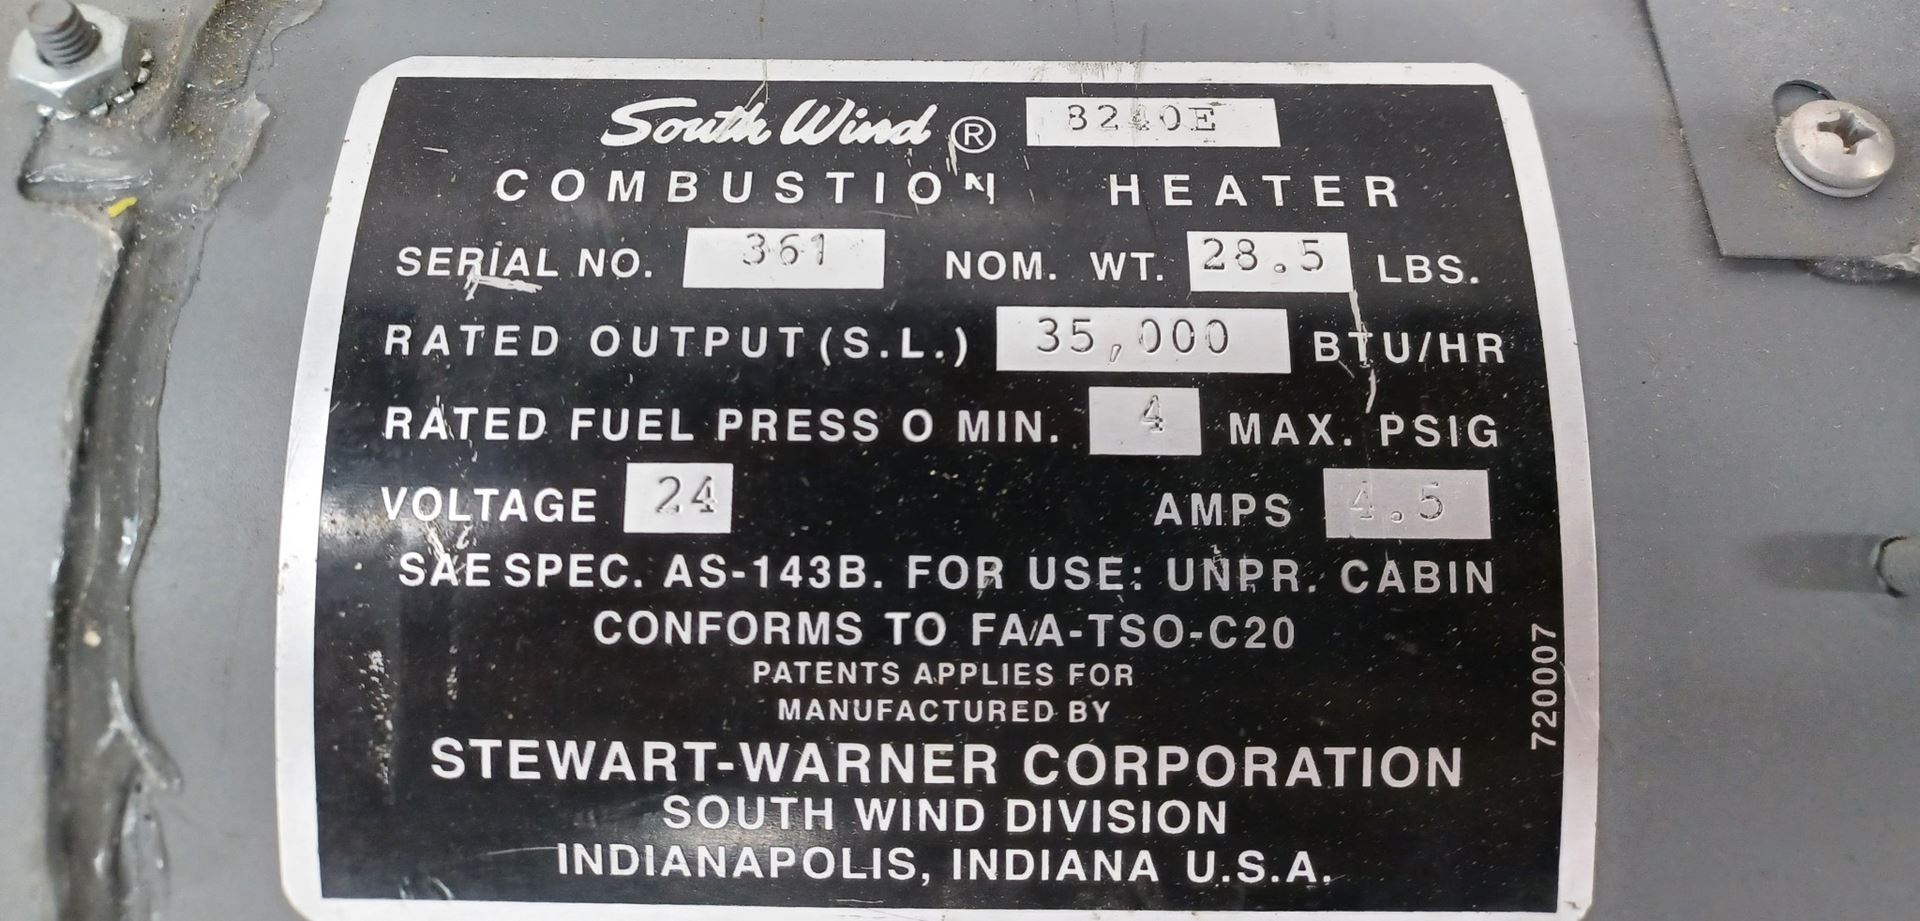 South Wind ® 8240E
COMBUSTION HEATER
SERIAL NO. 361 NOM. WT. 28.5 LBS.
RATED OUTPUT (S.L.) 35,000 BTU/HR
RATED FUEL PRESS O MIN. 4 MAX. PSIG
VOLTAGE 24 AMPS 4.5
SAE SPEC. AS-143B. FOR USE: UNPR. CABIN
CONFORMS TO FAA-TSO-C20
PATENTS APPLIES FOR
MANUFACTURED BY
STEWART-WARNER CORPORATION
SOUTH WIND DIVISION
INDIANAPOLIS, INDIANA U.S.A.
720007